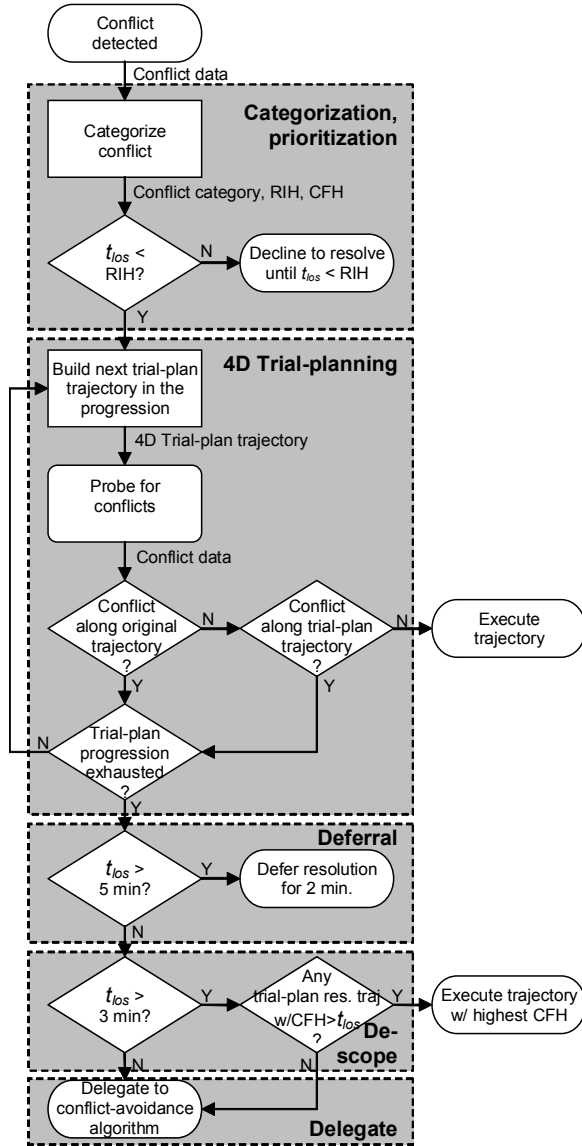 Conflict
detected
Conflict data
Categorization,
prioritization
Categorize
conflict
Conflict category, RIH, CFH
t_los <
RIH?
N
Decline to resolve
until t_los < RIH
Y
4D Trial-planning
Build next trial-plan
trajectory in the
progression
4D Trial-plan trajectory
Probe for
conflicts
Conflict data
Conflict
along original
trajectory
?
N
Conflict
along trial-plan
trajectory
?
N
Execute
trajectory
Y
Y
Trial-plan
progression
exhausted
?
N
Y
Deferral
t_los >
5 min?
Y
Defer resolution
for 2 min.
N
t_los >
3 min?
Y
Any
trial-plan res. traj
w/CFH>t_los
?
Y
Execute trajectory
w/ highest CFH
De-
scope
N
N
Delegate to
conflict-avoidance
algorithm
Delegate